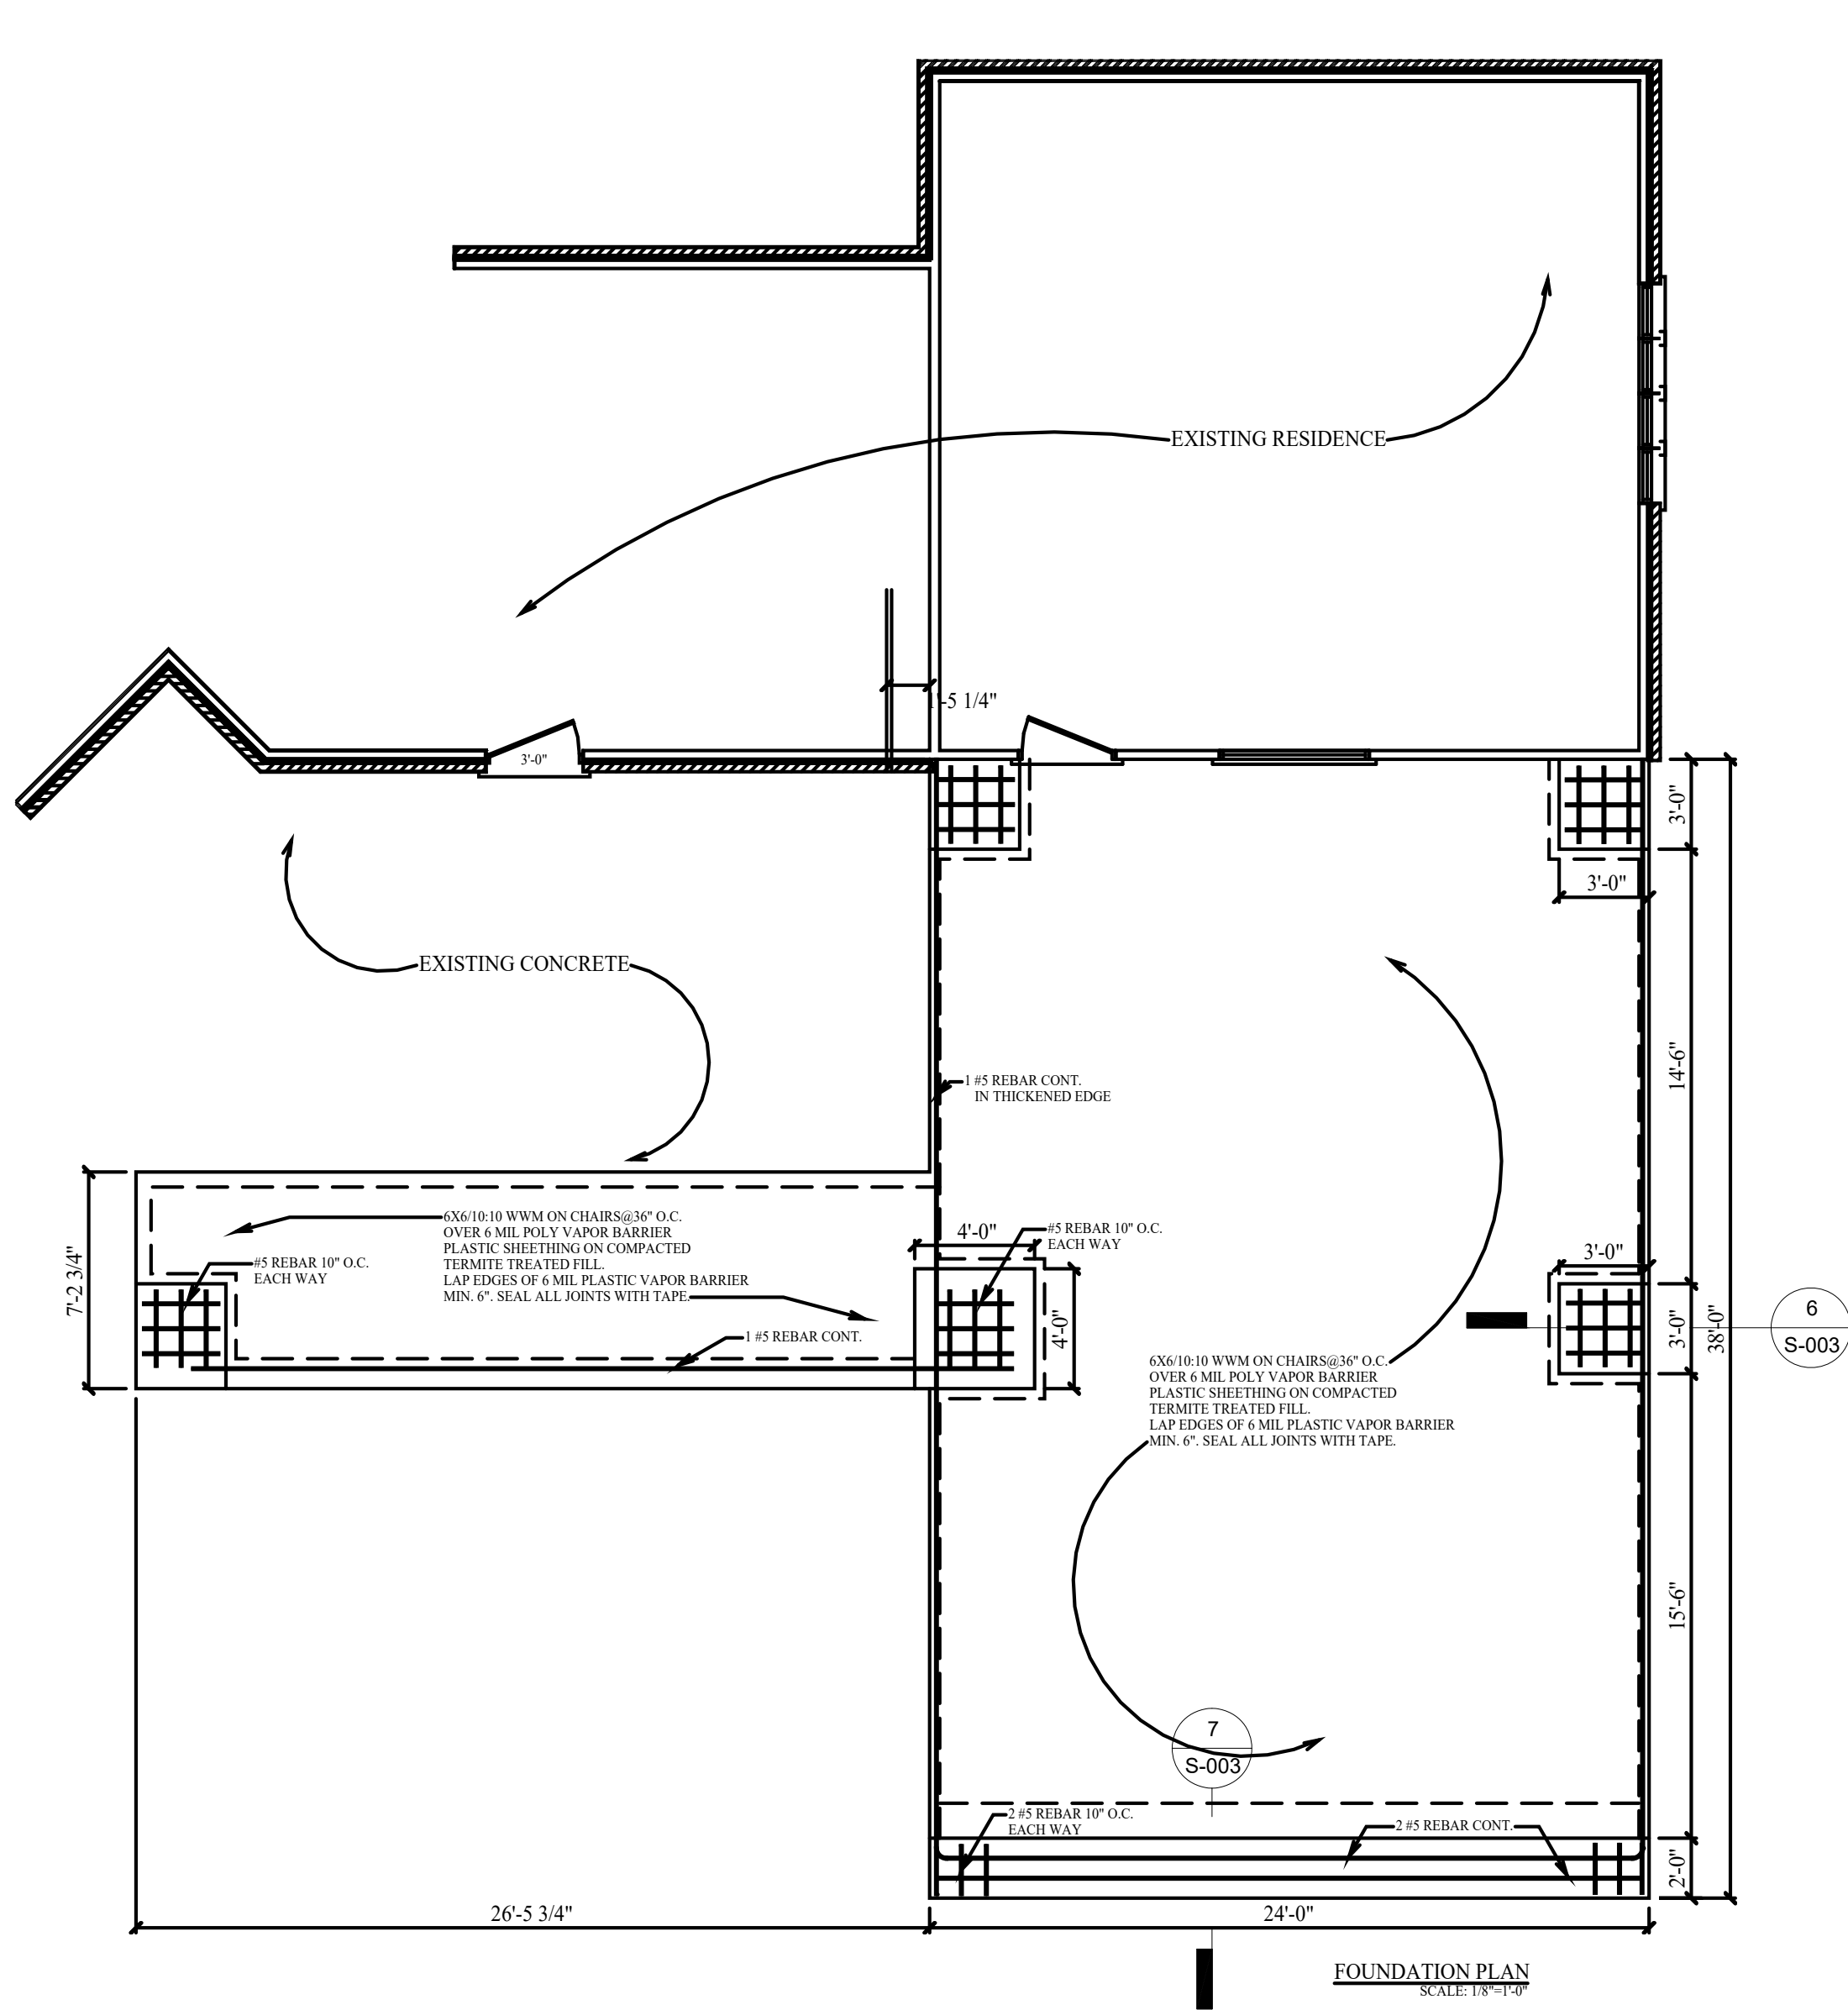 EXISTING RESIDENCE
1'-5 1/4"
3'-0"
3'-0"
3'-0"
EXISTING CONCRETE
14'-6"
1 #5 REBAR CONT.
IN THICKENED EDGE
7'-2 3/4"
6X6/10:10 WWM ON CHAIRS@36" O.C.
OVER 6 MIL POLY VAPOR BARRIER
PLASTIC SHEETHING ON COMPACTED
TERMITE TREATED FILL.
LAP EDGES OF 6 MIL PLASTIC VAPOR BARRIER
MIN. 6". SEAL ALL JOINTS WITH TAPE.
#5 REBAR 10" O.C.
EACH WAY
1 #5 REBAR CONT.
4'-0"
#5 REBAR 10" O.C.
EACH WAY
4'-0"
3'-0"
3'-0"
38'-0"
6
S-003
6X6/10:10 WWM ON CHAIRS@36" O.C.
OVER 6 MIL POLY VAPOR BARRIER
PLASTIC SHEETHING ON COMPACTED
TERMITE TREATED FILL.
LAP EDGES OF 6 MIL PLASTIC VAPOR BARRIER
MIN. 6". SEAL ALL JOINTS WITH TAPE.
15'-6"
7
S-003
2 #5 REBAR 10" O.C.
EACH WAY
2 #5 REBAR CONT.
2'-0"
26'-5 3/4"
24'-0"
FOUNDATION PLAN
SCALE: 1/8"=1'-0"